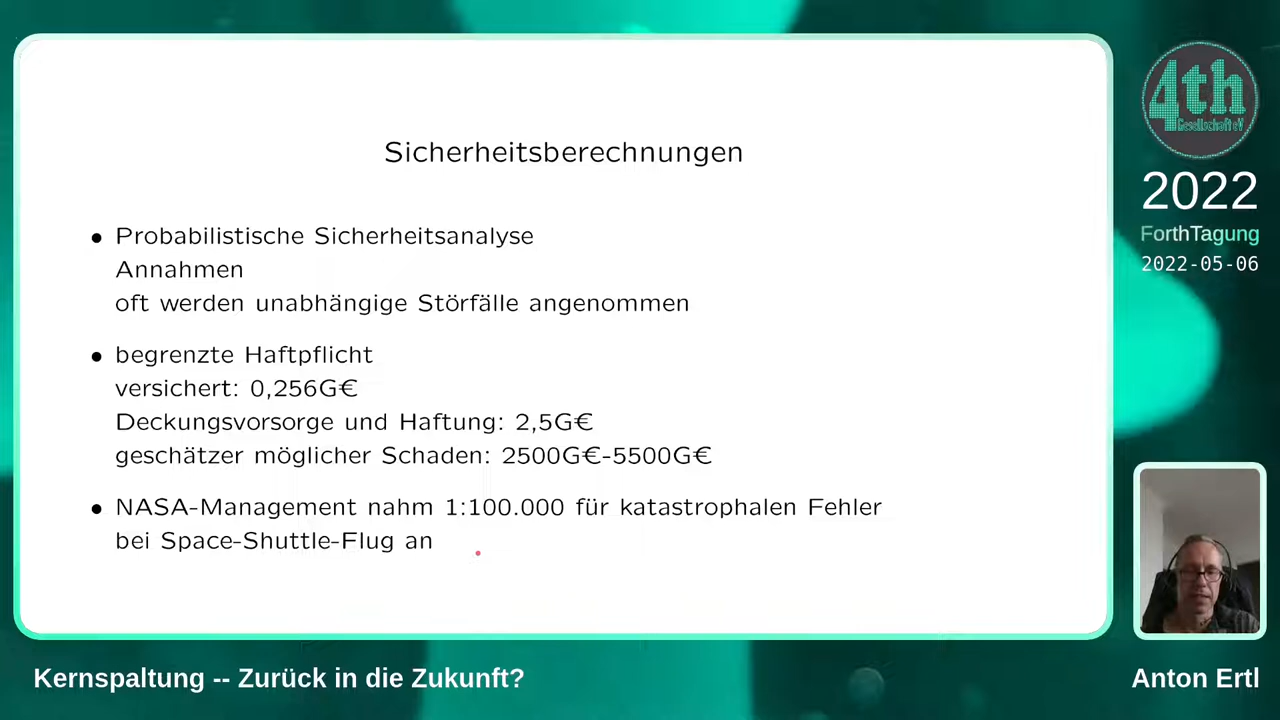 Sicherheitsberechnungen
• Probabilistische Sicherheitsanalyse
Annahmen
oft werden unabhängige Störfälle angenommen
• begrenzte Haftpflicht
versichert: 0,256G€
Deckungsvorsorge und Haftung: 2,5G€
geschätzer möglicher Schaden: 2500G€-5500G€
• NASA-Management nahm 1:100.000 für katastrophalen Fehler
bei Space-Shuttle-Flug an
4th
Gesellschaft eV
2022
ForthTagung
2022-05-06
Kernspaltung -- Zurück in die Zukunft?
Anton Ertl